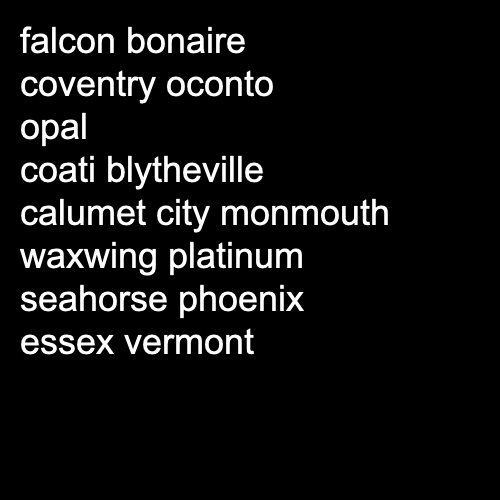 falcon bonaire
coventry oconto
opal
coati blytheville
calumet city monmouth
waxwing platinum
seahorse phoenix
essex vermont